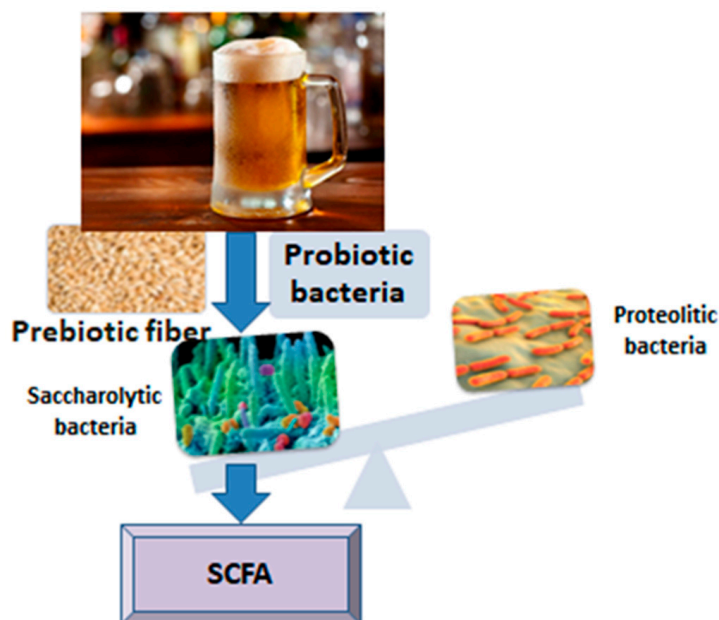 Probiotic
bacteria
Prebiotic fiber
Proteolitic
bacteria
Saccharolytic
bacteria
SCFA